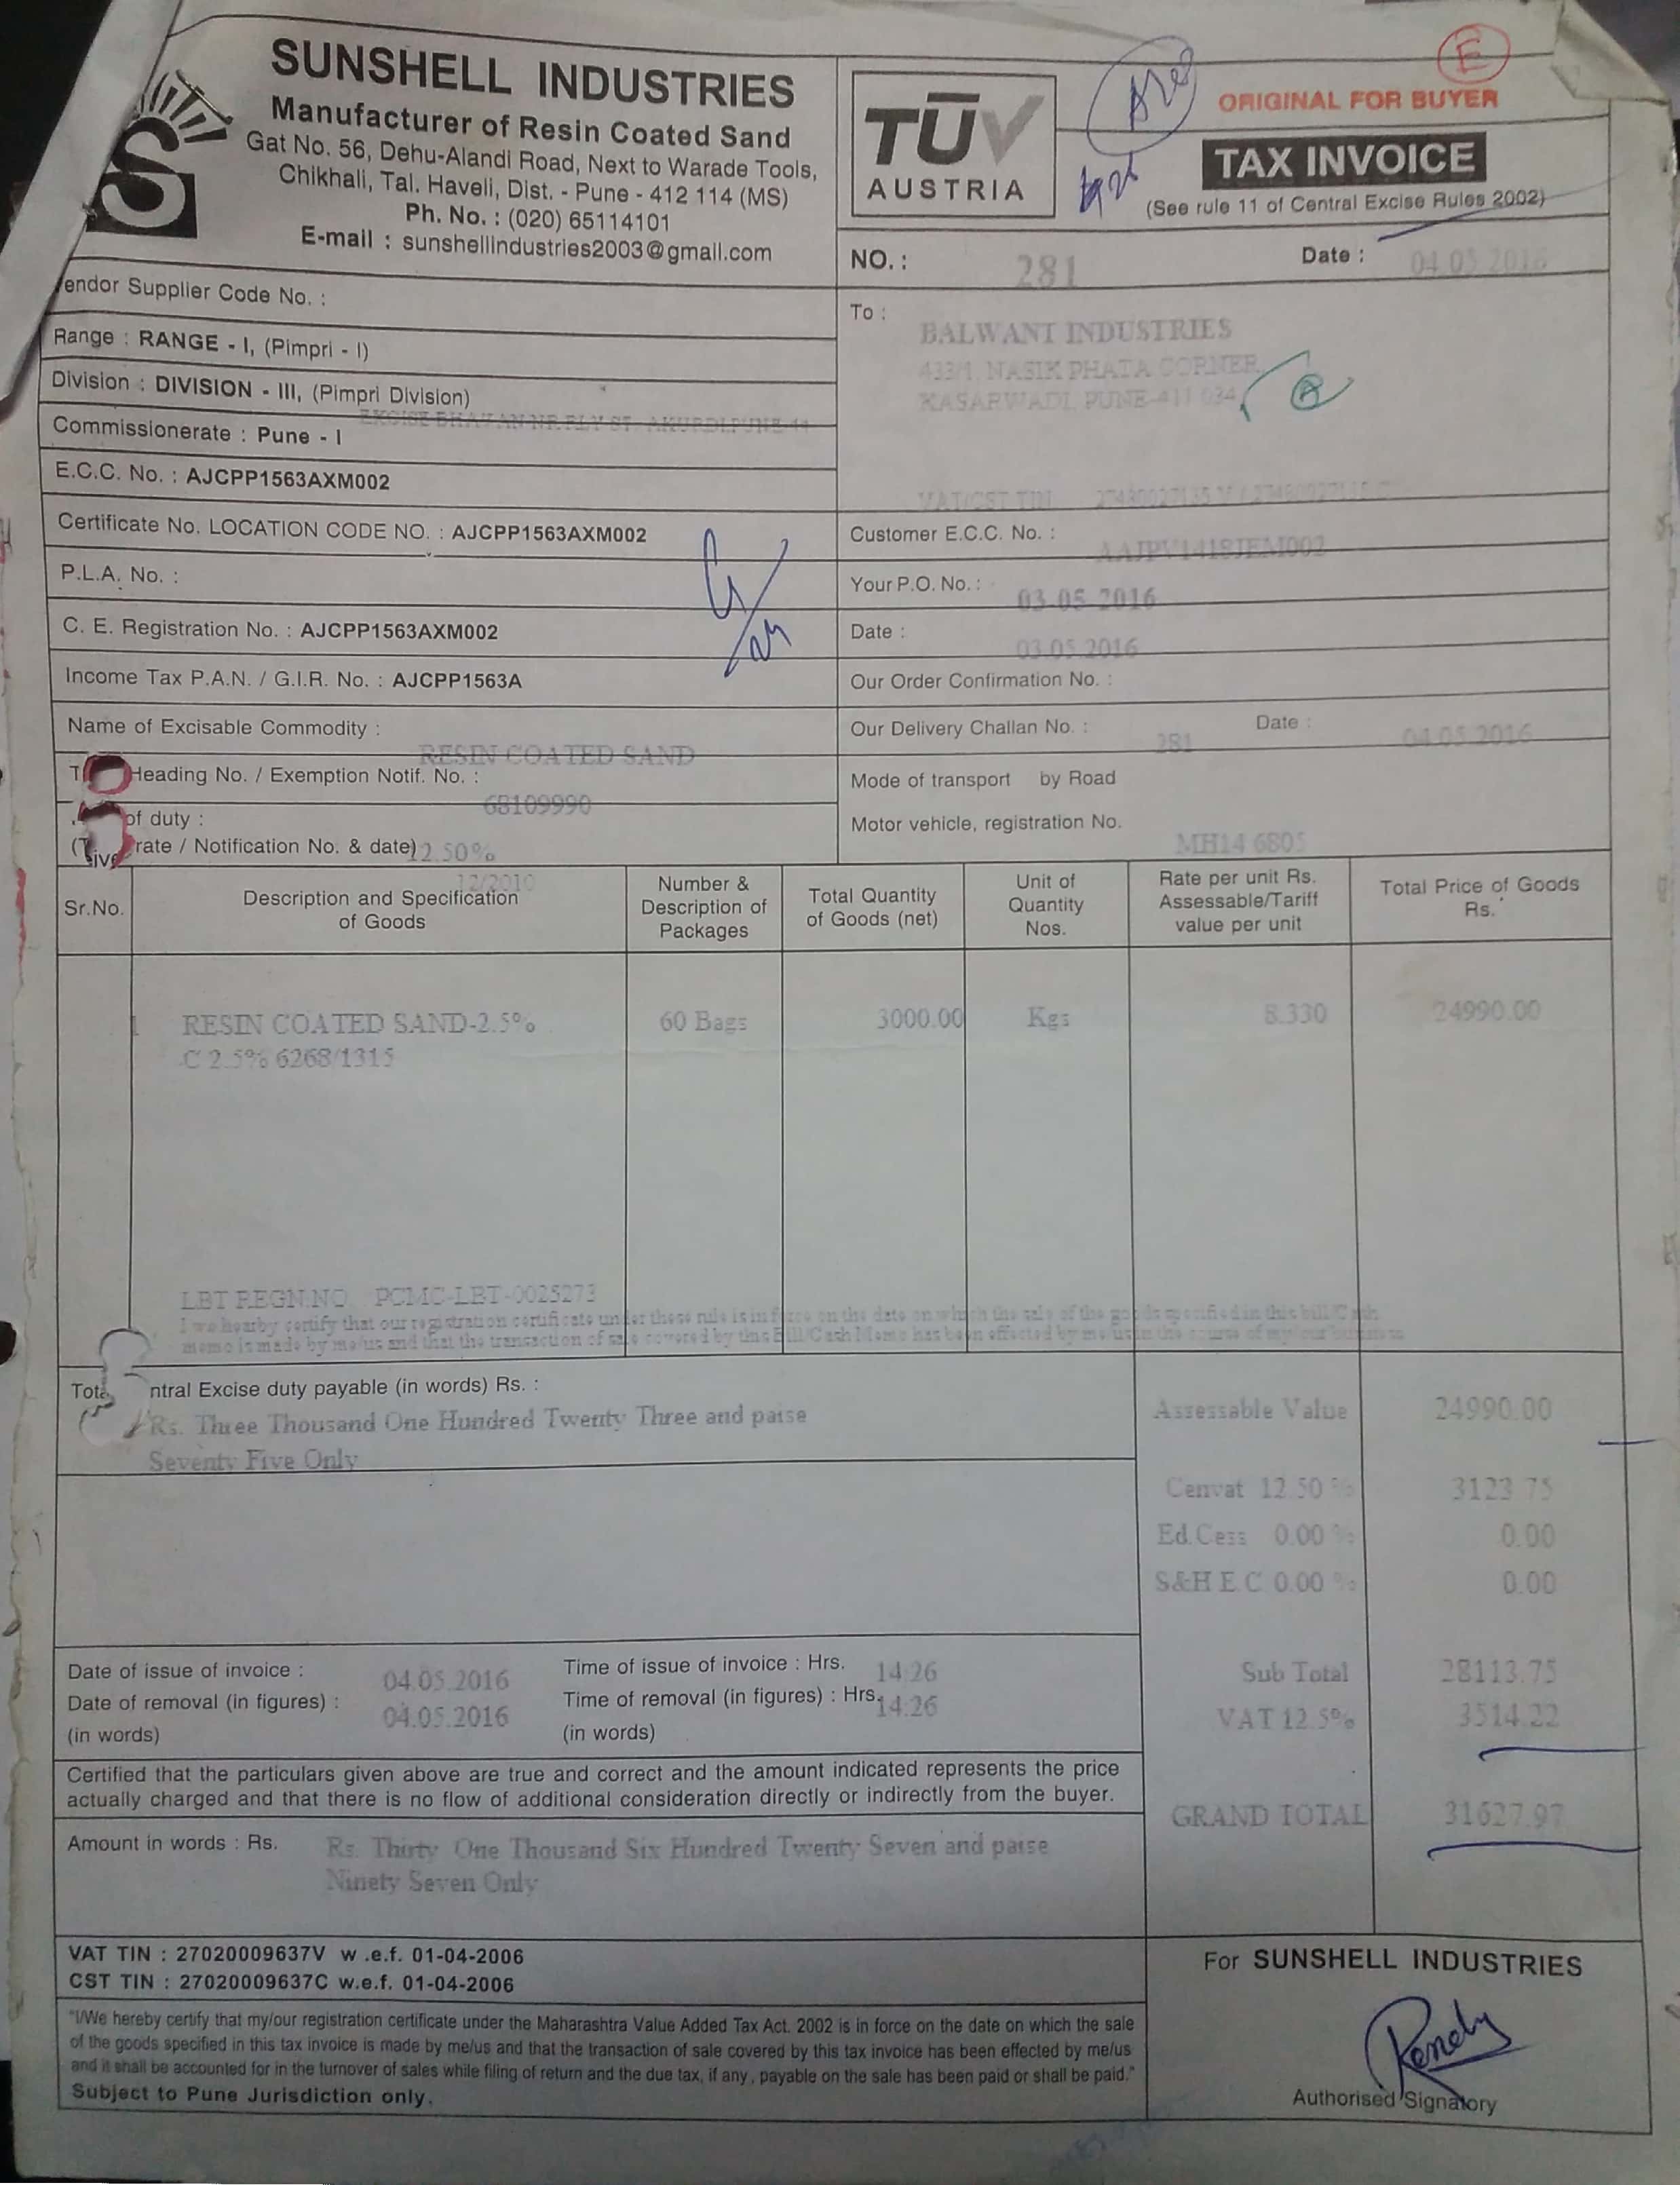 SUNSHELL INDUSTRIES
Manufacturer of Resin Coated Sand
Gat No. 56, Dehu-Alandi Road, Next to Warade Tools,
Chikhali, Tal. Haveli, Dist. - Pune - 412 114 (MS)
Ph. No. : (020) 65114101
E-mail : sunshellindustries2003@gmail.com
S
TÜV
AUSTRIA
E
ORIGINAL FOR BUYER
TAX INVOICE
(See rule 11 of Central Excise Rules 2002)
NO. : 281 Date : 04.05.2016
endor Supplier Code No. :
Range : RANGE - I, (Pimpri - I)
Division : DIVISION - III, (Pimpri Division)
EXCISE BHAVAN NR RLY ST. AKURDI,PUNE
Commissionerate : Pune - I
E.C.C. No. : AJCPP1563AXM002
Certificate No. LOCATION CODE NO. : AJCPP1563AXM002
P.L.A. No. :
C. E. Registration No. : AJCPP1563AXM002
Income Tax P.A.N. / G.I.R. No. : AJCPP1563A
Name of Excisable Commodity :
RESIN COATED SAND
Heading No. / Exemption Notif. No. :
68109990
of duty :
rate / Notification No. & date) 12.50%
12/2010
To :
BALWANT INDUSTRIES
433/1, NASIK PHATA CORNER,
KASARWADI, PUNE-411 034
VAT/CST TIN
Customer E.C.C. No. :
AAJPV1418JEM002
Your P.O. No. : 03-05-2016
Date : 03.05.2016
Our Order Confirmation No. :
Our Delivery Challan No. : 281 Date : 04.05.2016
Mode of transport by Road
Motor vehicle, registration No.
MH14 6805
Sr.No. Description and Specification of Goods Number & Description of Packages Total Quantity of Goods (net) Unit of Quantity Nos. Rate per unit Rs. Assessable/Tariff value per unit Total Price of Goods Rs.
1 RESIN COATED SAND-2.5% 60 Bags 3000.00 Kgs 8.330 24990.00
C 2.5% 6268/1315
LBT REGN.NO. PCMC-LBT-0025273
I we hearby certify that our registration certificate under these rule is in force on the date on which the sale of the goods specified in this bill/Cash
memo is made by me/us and that the transaction of sale covered by this Bill/Cash Memo has been effected by me/us in the course of my/our business
Tota ntral Excise duty payable (in words) Rs. :
Rs. Three Thousand One Hundred Twenty Three and paise
Seventy Five Only
Assessable Value 24990.00
Cenvat 12.50 % 3123.75
Ed.Cess 0.00 % 0.00
S&H E C 0.00 % 0.00
Sub Total 28113.75
VAT 12.5% 3514.22
GRAND TOTAL 31627.97
Date of issue of invoice : 04.05.2016 Time of issue of invoice : Hrs. 14:26
Date of removal (in figures) : 04.05.2016 Time of removal (in figures) : Hrs. 14:26
(in words) (in words)
Certified that the particulars given above are true and correct and the amount indicated represents the price
actually charged and that there is no flow of additional consideration directly or indirectly from the buyer.
Amount in words : Rs. Rs. Thirty One Thousand Six Hundred Twenty Seven and paise
Ninety Seven Only
VAT TIN : 27020009637V w .e.f. 01-04-2006
CST TIN : 27020009637C w.e.f. 01-04-2006
"I/We hereby certify that my/our registration certificate under the Maharashtra Value Added Tax Act. 2002 is in force on the date on which the sale
of the goods specified in this tax invoice is made by me/us and that the transaction of sale covered by this tax invoice has been effected by me/us
and it shall be accounted for in the turnover of sales while filing of return and the due tax, if any, payable on the sale has been paid or shall be paid."
Subject to Pune Jurisdiction only.
For SUNSHELL INDUSTRIES
Authorised Signatory